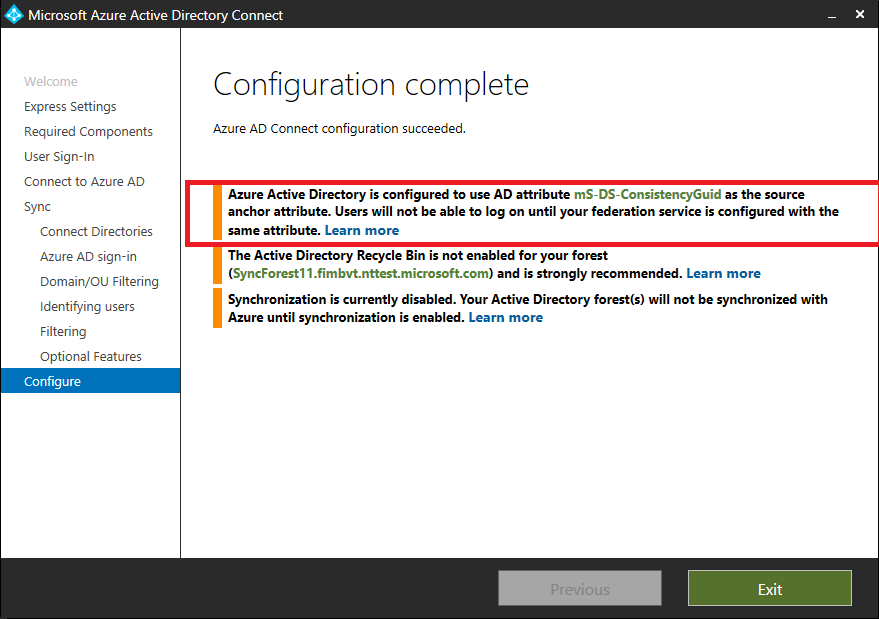 Microsoft Azure Active Directory Connect
Welcome
Express Settings
Required Components
User Sign-In
Connect to Azure AD
Sync
Connect Directories
Azure AD sign-in
Domain/OU Filtering
Identifying users
Filtering
Optional Features
Configure
Configuration complete
Azure AD Connect configuration succeeded.
Azure Active Directory is configured to use AD attribute mS-DS-ConsistencyGuid as the source
anchor attribute. Users will not be able to log on until your federation service is configured with the
same attribute. Learn more
The Active Directory Recycle Bin is not enabled for your forest
(SyncForest11.fimbvt.nttest.microsoft.com) and is strongly recommended. Learn more
Synchronization is currently disabled. Your Active Directory forest(s) will not be synchronized with
Azure until synchronization is enabled. Learn more
Previous
Exit